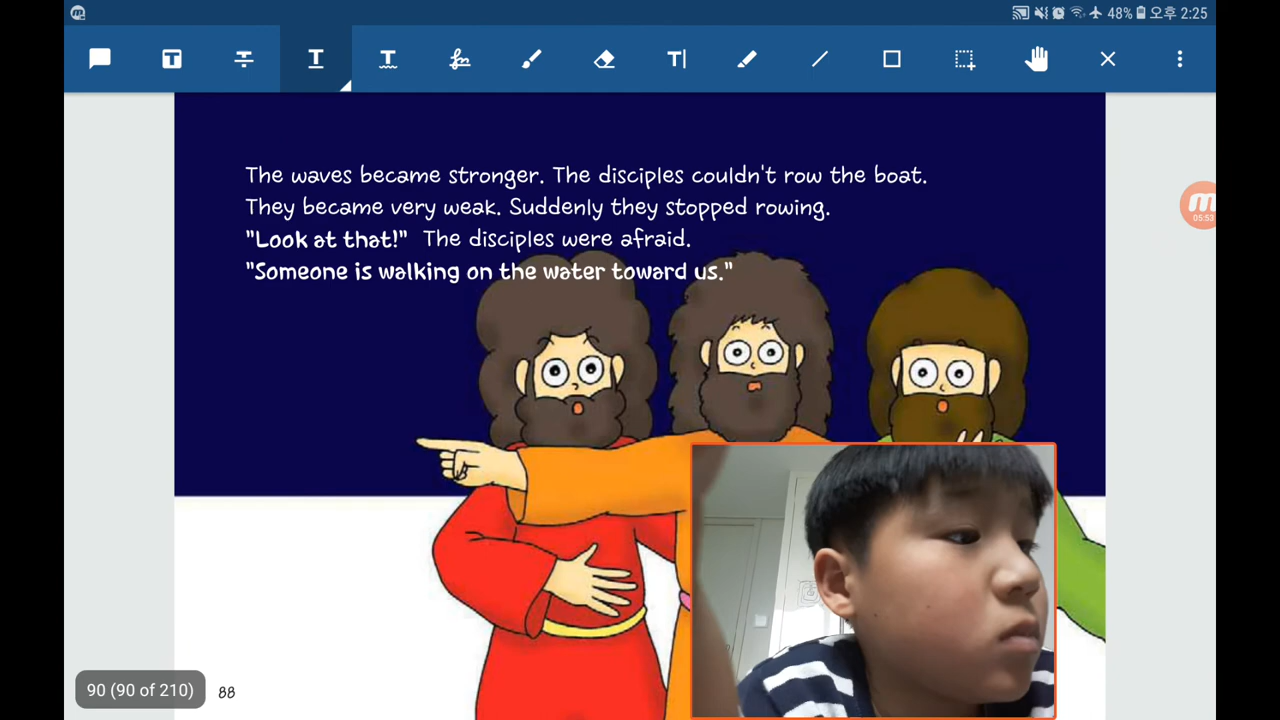 48% 오후 2:25
The waves became stronger. The disciples couldn't row the boat.
They became very weak. Suddenly they stopped rowing.
"Look at that!" The disciples were afraid.
"Someone is walking on the water toward us."
05:53
90 (90 of 210)
88